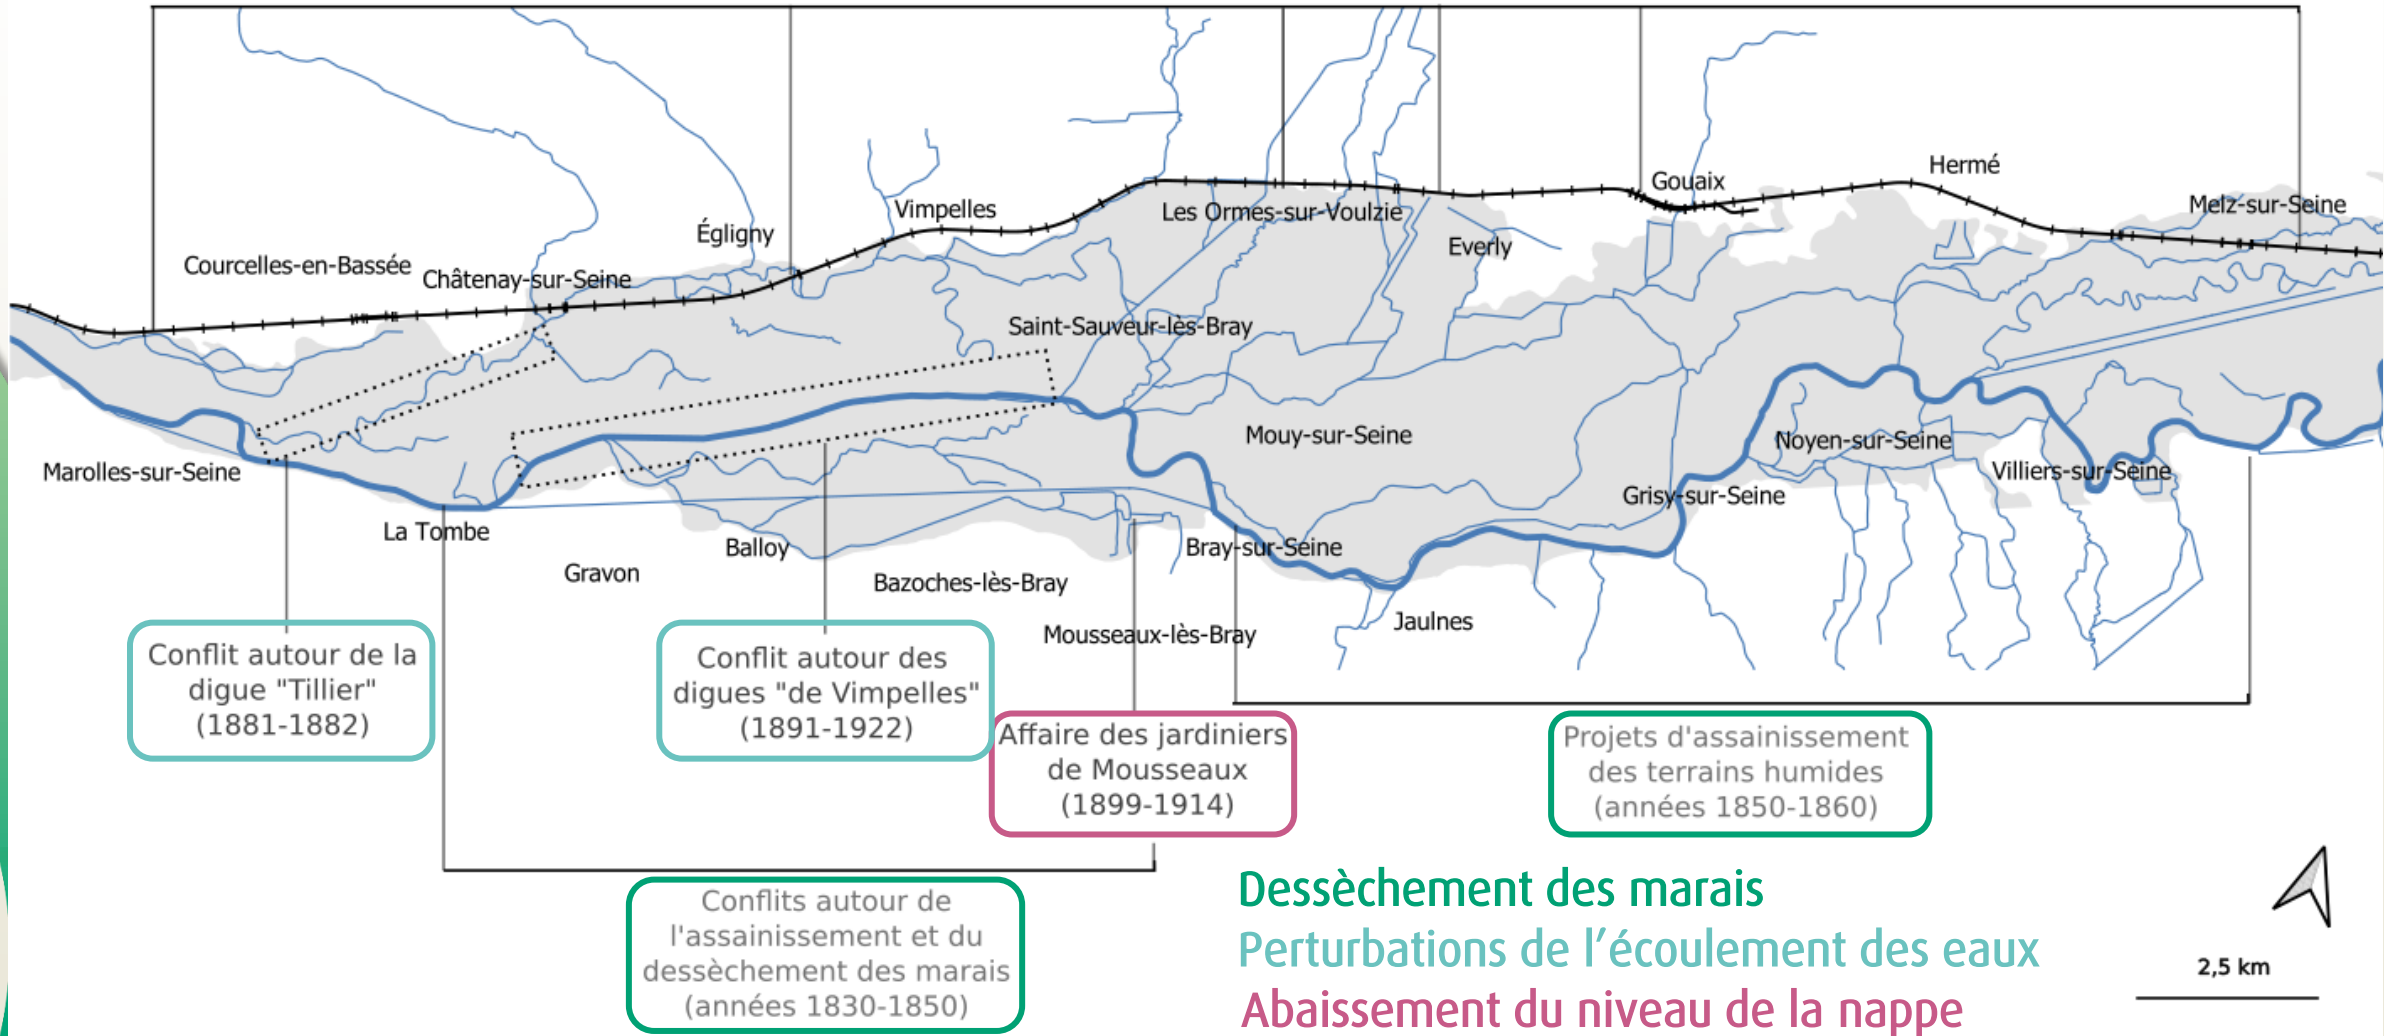 Hermé
Gouaix
Melz-sur-Seine
Vimpelles
Les Ormes-sur-Voulzie
Égligny
Everly
Courcelles-en-Bassée
Châtenay-sur-Seine
Saint-Sauveur-lès-Bray
Mouy-sur-Seine
Noyen-sur-Seine
Marolles-sur-Seine
Villiers-sur-Seine
Grisy-sur-Seine
La Tombe
Balloy
Bray-sur-Seine
Gravon
Bazoches-lès-Bray
Jaulnes
Mousseaux-lès-Bray
Conflit autour de la
digue "Tillier"
(1881-1882)
Conflit autour des
digues "de Vimpelles"
(1891-1922)
Affaire des jardiniers
de Mousseaux
(1899-1914)
Projets d'assainissement
des terrains humides
(années 1850-1860)
Conflits autour de
l'assainissement et du
dessèchement des marais
(années 1830-1850)
Dessèchement des marais
Perturbations de l’écoulement des eaux
Abaissement du niveau de la nappe
2,5 km